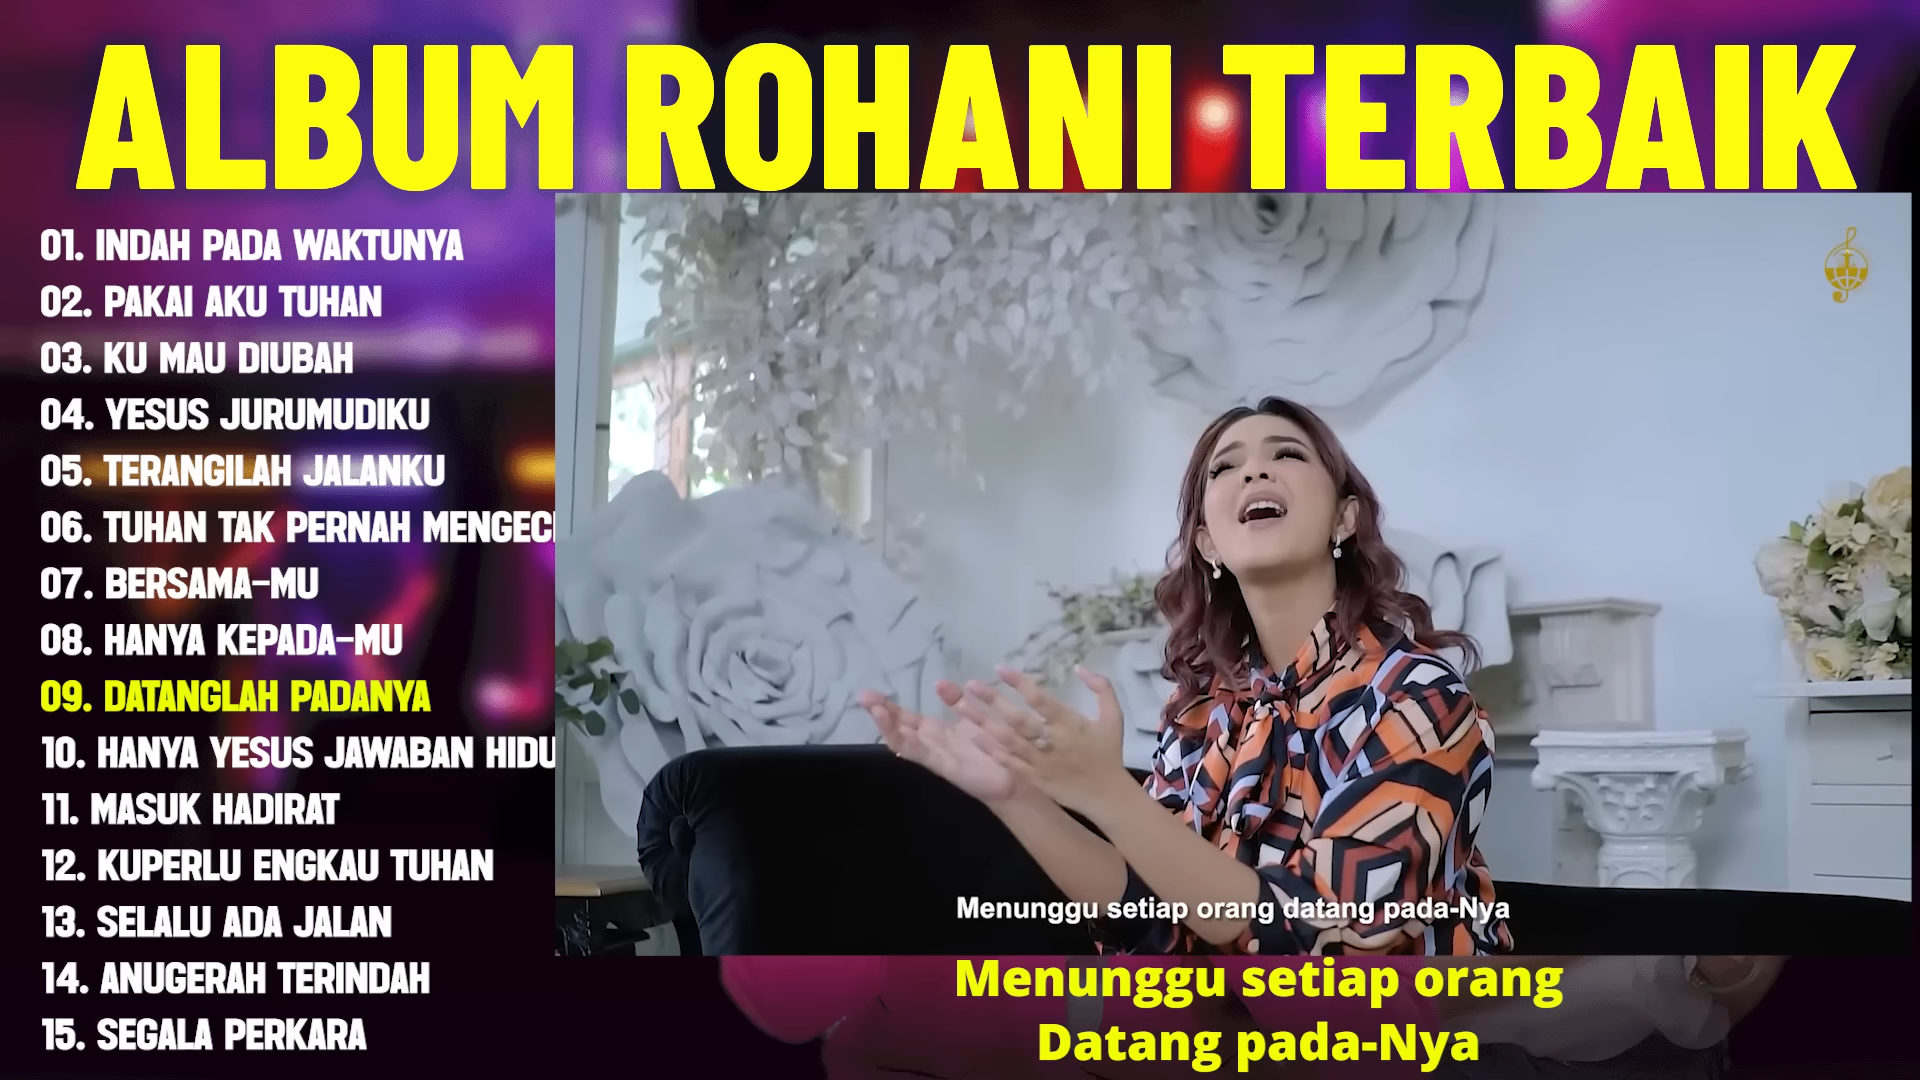 ALBUM ROHANI TERBAIK
01. INDAH PADA WAKTUNYA
02. PAKAI AKU TUHAN
03. KU MAU DIUBAH
04. YESUS JURUMUDIKU
05. TERANGILAH JALANKU
06. TUHAN TAK PERNAH
07. BERSAMA-MU
08. HANYA KEPADA-MU
09. DATANGLAH PADANYA
10. HANYA YESUS JAWABAN
11. MASUK HADIRAT
12. KUPERLU ENGKAU TUHAN
13. SELALU ADA JALAN
14. ANUGERAH TERINDAH
15. SEGALA PERKARA
Menunggu setiap orang datang pada-Nya
Menunggu setiap orang
Datang pada-Nya